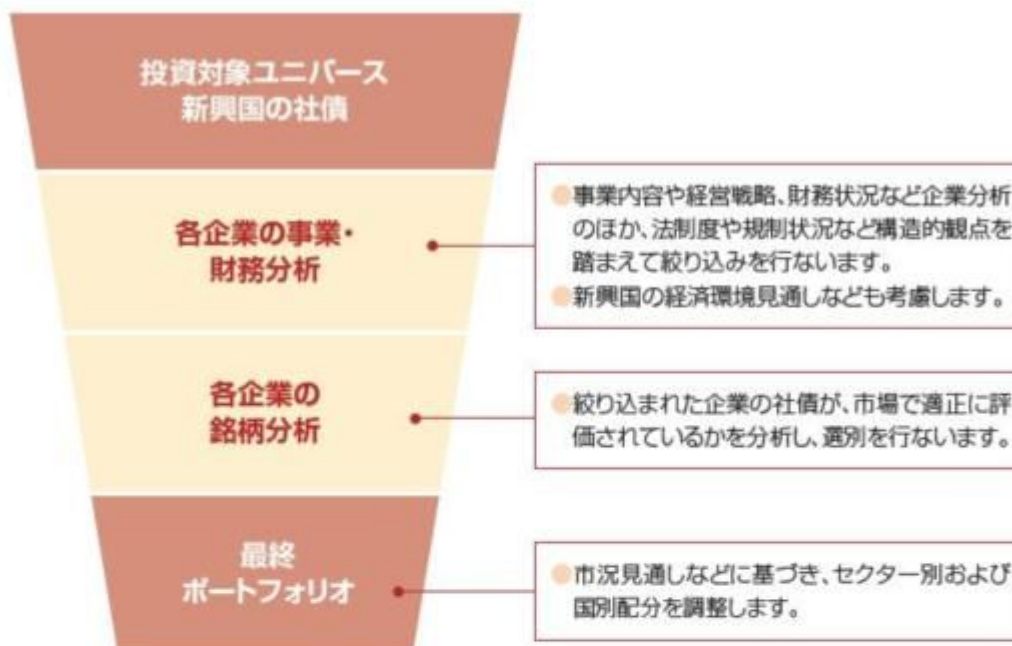 投資対象ユニバース
新興国の社債
各企業の事業・
財務分析
●事業内容や経営戦略、財務状況など企業分析
のほか、法制度や規制状況など構造的観点を
踏まえて絞り込みを行ないます。
●新興国の経済環境見通しなども考慮します。
各企業の
銘柄分析
●絞り込まれた企業の社債が、市場で適正に評
価されているかを分析し、選別を行ないます。
最終
ポートフォリオ
●市況見通しなどに基づき、セクター別および
国別配分を調整します。